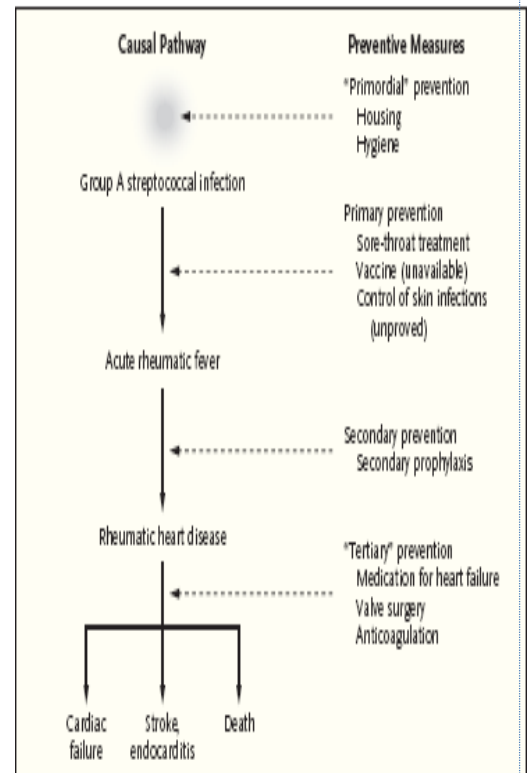 Causal Pathway
Preventive Measures
"Primordial" prevention
Housing
Hygiene
Group A streptococcal infection
Primary prevention
Sore-throat treatment
Vaccine (unavailable)
Control of skin infections
(unproved)
Acute rheumatic fever
Secondary prevention
Secondary prophylaxis
Rheumatic heart disease
"Tertiary" prevention
Medication for heart failure
Valve surgery
Anticoagulation
Cardiac
failure
Stroke,
endocarditis
Death